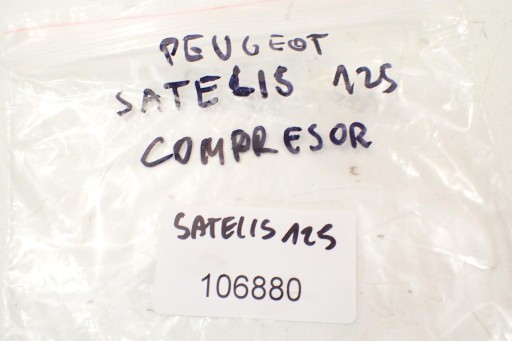 PEUGEOT
SATELIS 125
COMPRESOR
SATELIS 125
106880